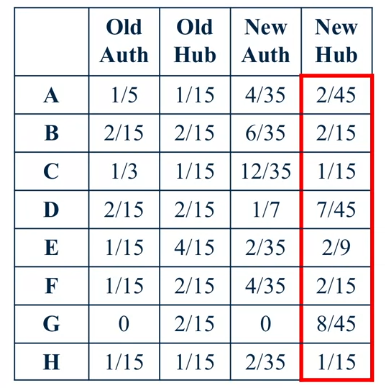 Old Auth Old Hub New Auth New Hub
A 1/5 1/15 4/35 2/45
B 2/15 2/15 6/35 2/15
C 1/3 1/15 12/35 1/15
D 2/15 2/15 1/7 7/45
E 1/15 4/15 2/35 2/9
F 1/15 2/15 4/35 2/15
G 0 2/15 0 8/45
H 1/15 1/15 2/35 1/15